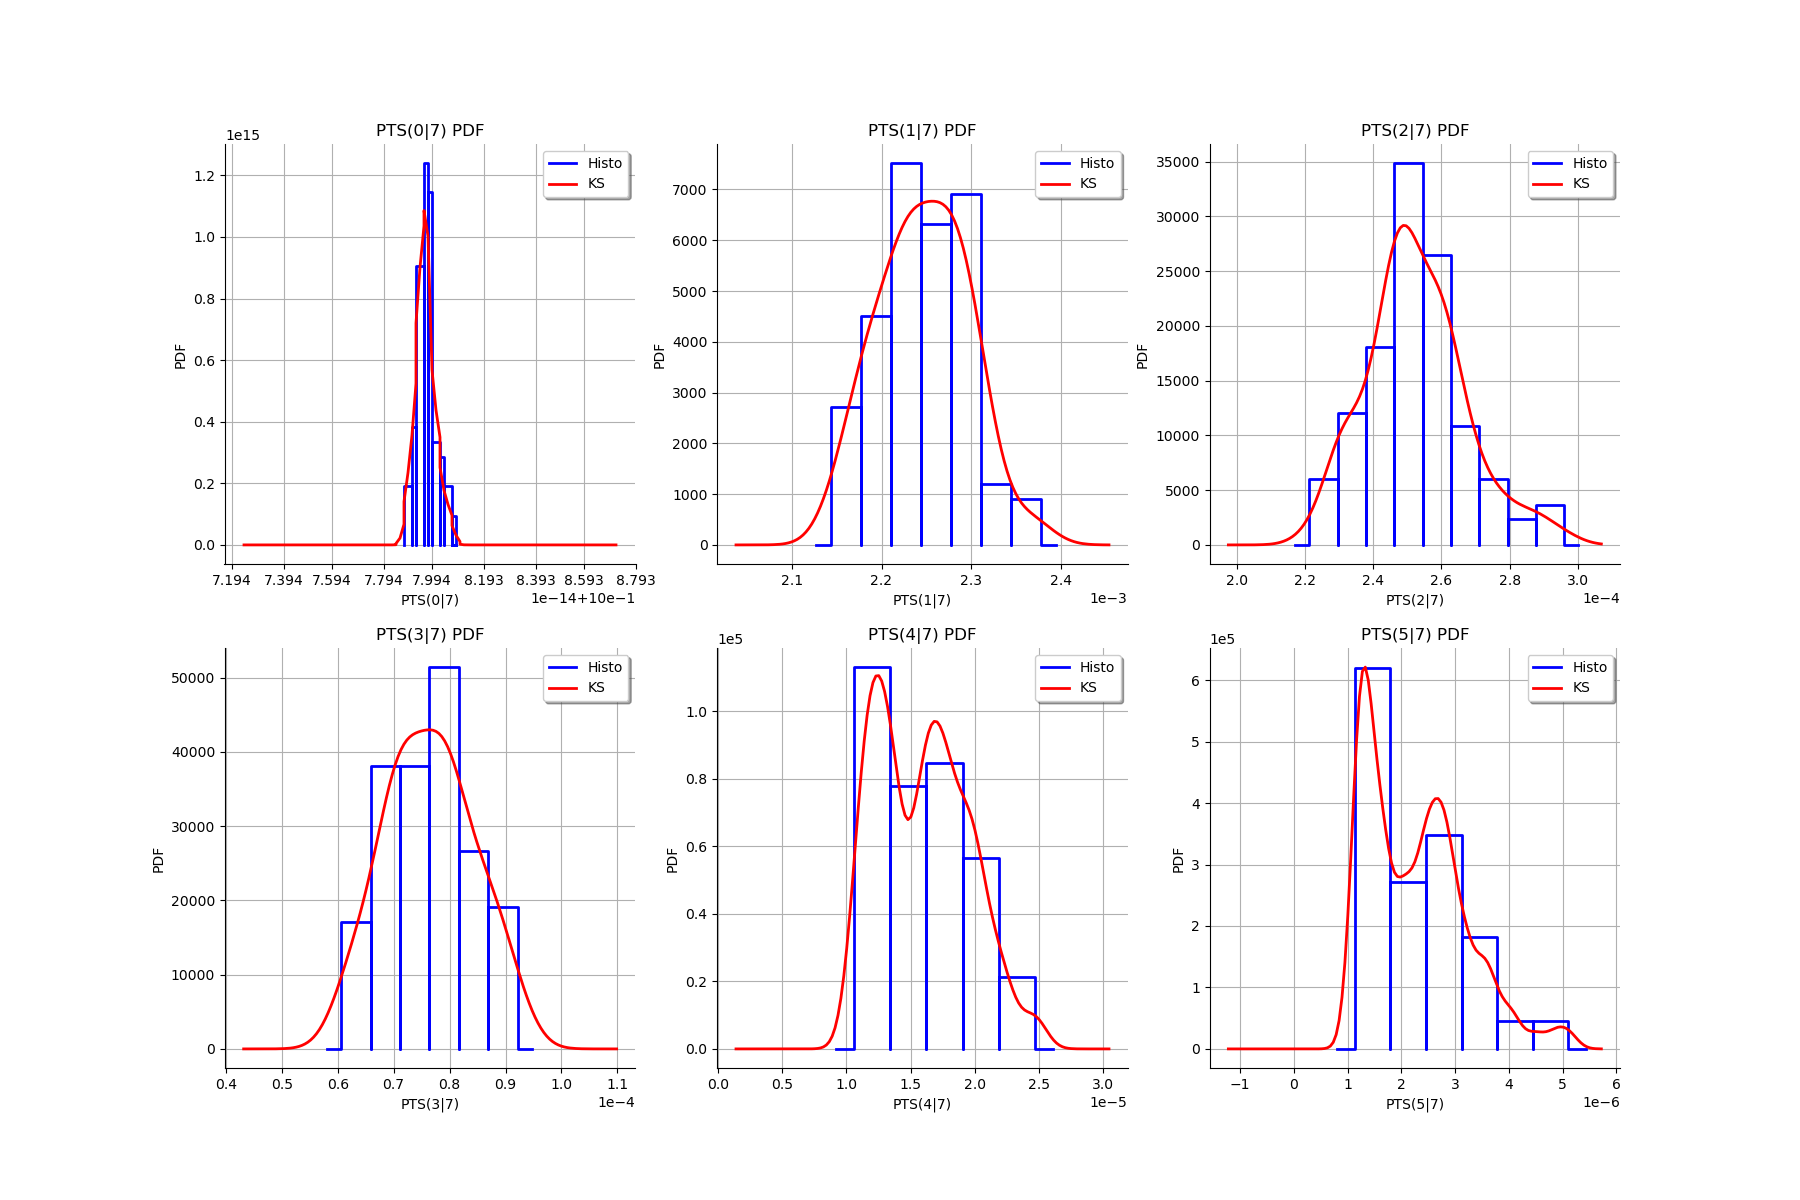 PTS(0|7) PDF
1e15
Histo
KS
1.2
1.0
0.8
0.6
0.4
0.2
0.0
PDF
7.194 7.394 7.594 7.794 7.994 8.193 8.393 8.593 8.793
PTS(0|7)
1e−14+10e−1
PTS(1|7) PDF
Histo
KS
7000
6000
5000
4000
3000
2000
1000
0
PDF
2.1 2.2 2.3 2.4
PTS(1|7)
1e−3
PTS(2|7) PDF
Histo
KS
35000
30000
25000
20000
15000
10000
5000
0
PDF
2.0 2.2 2.4 2.6 2.8 3.0
PTS(2|7)
1e−4
PTS(3|7) PDF
Histo
KS
50000
40000
30000
20000
10000
0
PDF
0.4 0.5 0.6 0.7 0.8 0.9 1.0 1.1
PTS(3|7)
1e−4
PTS(4|7) PDF
1e5
Histo
KS
1.0
0.8
0.6
0.4
0.2
0.0
PDF
0.0 0.5 1.0 1.5 2.0 2.5 3.0
PTS(4|7)
1e−5
PTS(5|7) PDF
1e5
Histo
KS
6
5
4
3
2
1
0
PDF
−1 0 1 2 3 4 5 6
PTS(5|7)
1e−6